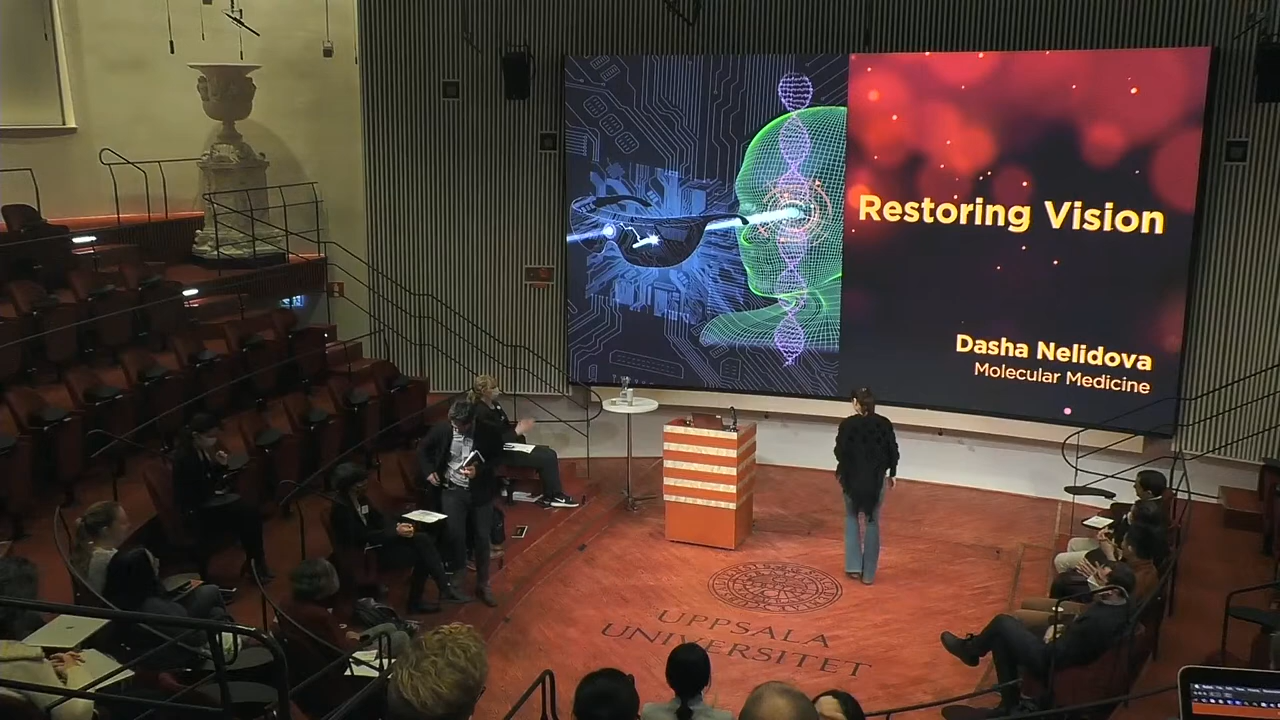 Restoring Vision
Dasha Nelidova
Molecular Medicine
UPPSALA
UNIVERSITET